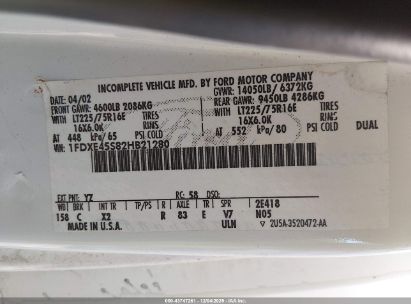 INCOMPLETE VEHICLE MFD. BY FORD MOTOR COMPANY
04/02 GVWR: 14050LB/ 6372KG
FRONT GAWR: 4600LB 2086KG REAR GAWR: 9450LB 4286KG
WITH LT225/75R16E TIRES WITH LT225/75R16E TIRES
16X6.0K RIMS 16X6.0K RIMS
AT 448 kPa/ 65 PSI COLD AT 552 kPa/ 80 PSI COLD DUAL
VIN: 1FDXE45S82HB21280
EXT PNT: YZ RC: 58 DSO:
WB BRK INT TR TP/PS R AXLE TR SPR 2E418
158 C X2 R 83 E V7 N05
MADE IN U.S.A. ULN ▽ 2U5A-3520472-AA